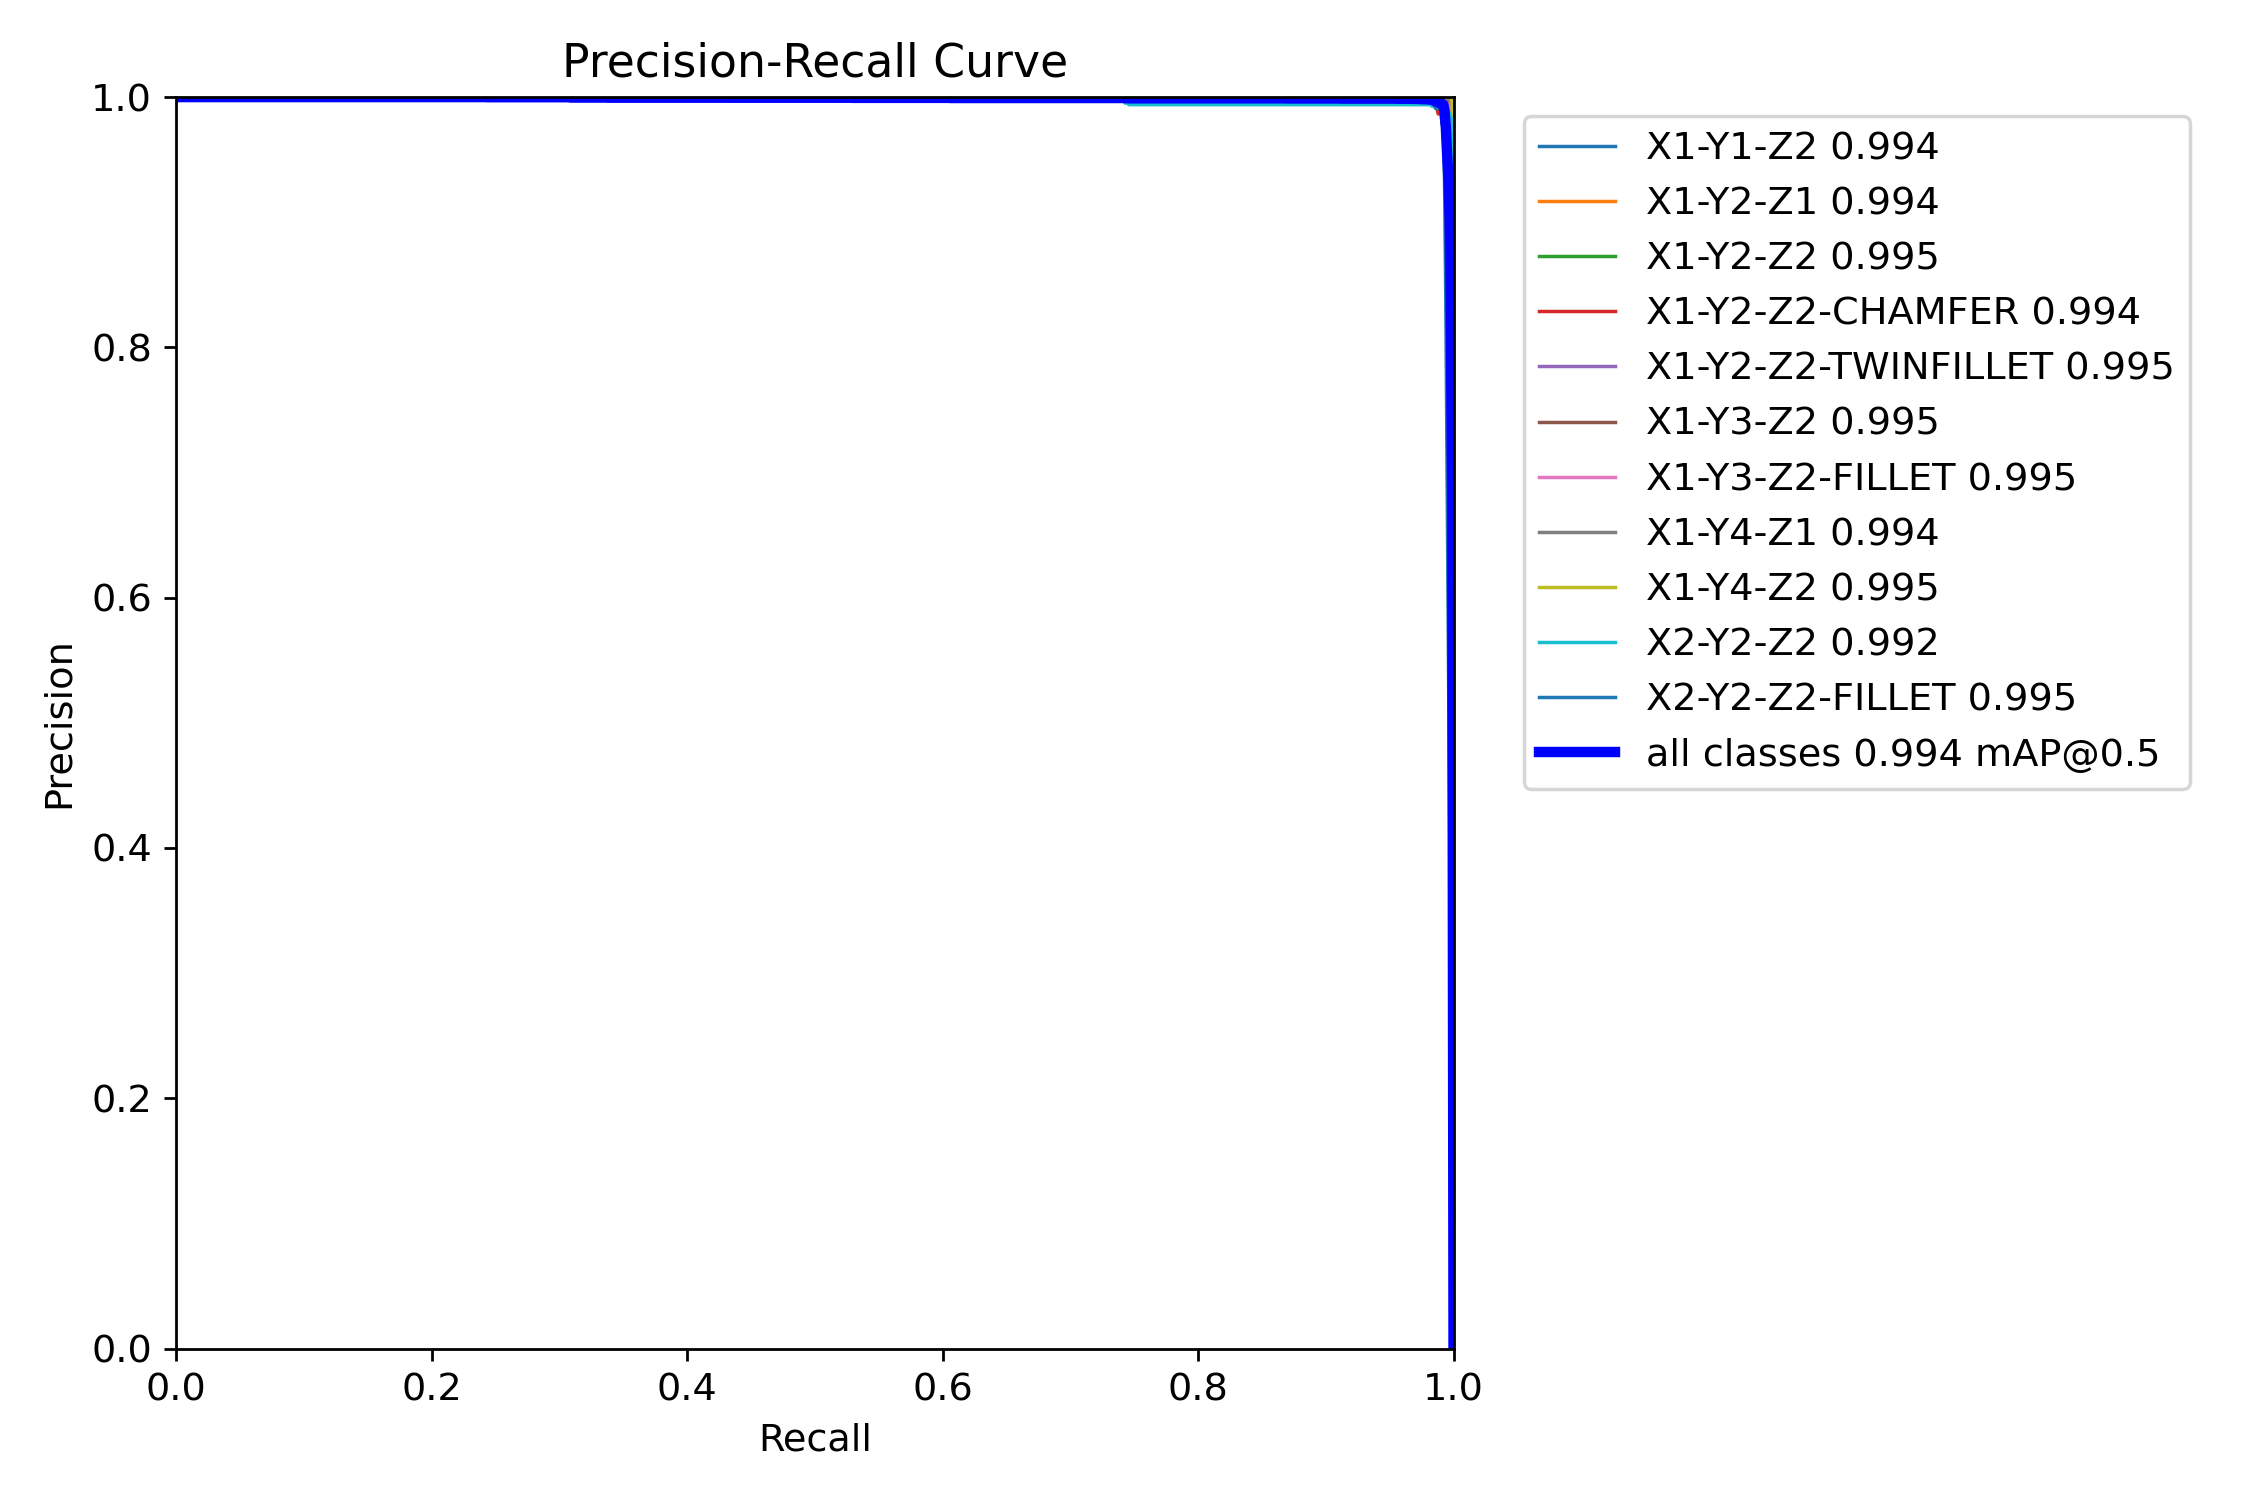 Precision-Recall Curve
1.0
0.8
0.6
0.4
0.2
0.0
Precision
0.0 0.2 0.4 0.6 0.8 1.0
Recall
X1-Y1-Z2 0.994
X1-Y2-Z1 0.994
X1-Y2-Z2 0.995
X1-Y2-Z2-CHAMFER 0.994
X1-Y2-Z2-TWINFILLET 0.995
X1-Y3-Z2 0.995
X1-Y3-Z2-FILLET 0.995
X1-Y4-Z1 0.994
X1-Y4-Z2 0.995
X2-Y2-Z2 0.992
X2-Y2-Z2-FILLET 0.995
all classes 0.994 mAP@0.5